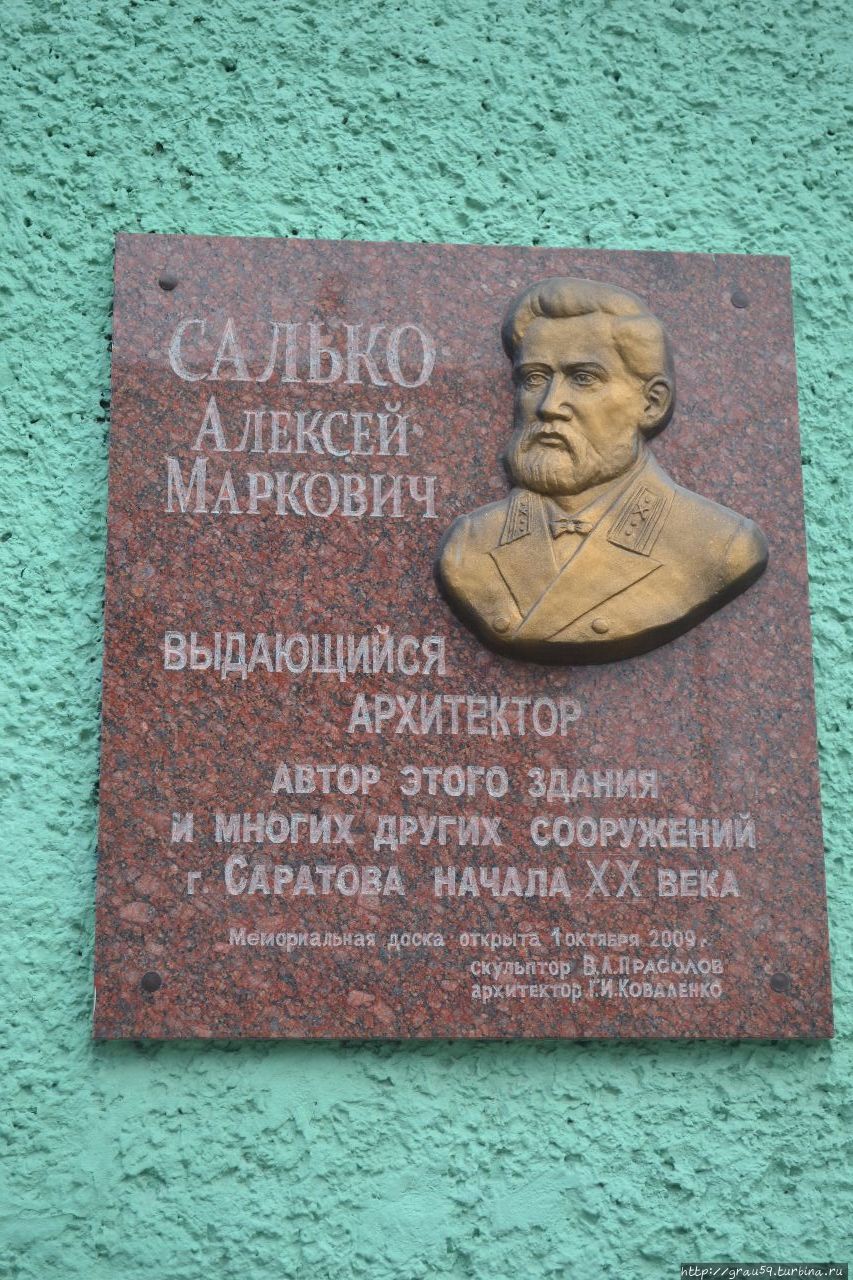 САЛЬКО
АЛЕКСЕЙ
МАРКОВИЧ
ВЫДАЮЩИЙСЯ
АРХИТЕКТОР
АВТОР ЭТОГО ЗДАНИЯ
И МНОГИХ ДРУГИХ СООРУЖЕНИЙ
г. САРАТОВА НАЧАЛА XX ВЕКА
Мемориальная доска открыта 1 октября 2009 г.
скульптор В.А.Прасолов
архитектор Г.И.Коваленко
http://grau59.turbina.ru